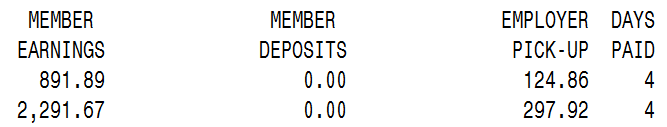 MEMBER MEMBER EMPLOYER DAYS
EARNINGS DEPOSITS PICK-UP PAID
891.89 0.00 124.86 4
2,291.67 0.00 297.92 4